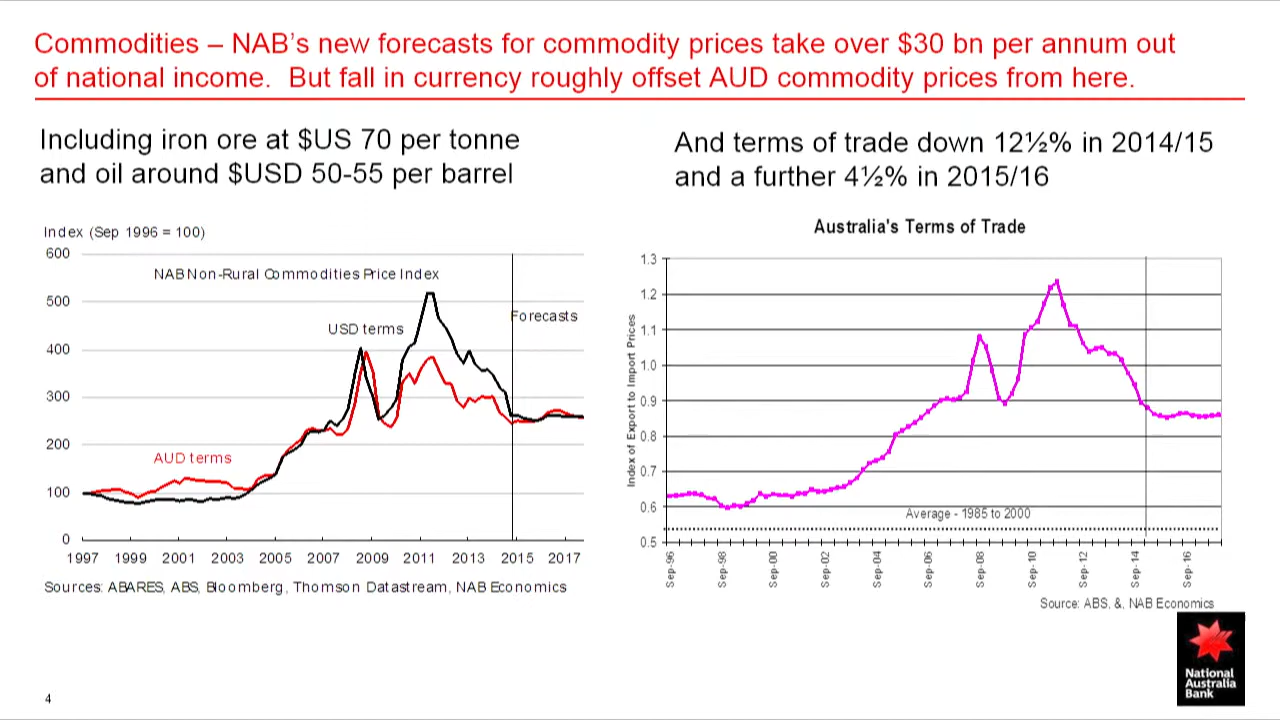 Commodities – NAB's new forecasts for commodity prices take over $30 bn per annum out
of national income.  But fall in currency roughly offset AUD commodity prices from here.
Including iron ore at $US 70 per tonne
and oil around $USD 50-55 per barrel
Index (Sep 1996 = 100)
600
NAB Non-Rural Commodities Price Index
500
Forecasts
USD terms
400
300
200
AUD terms
100
0
1997 1999 2001 2003 2005 2007 2009 2011 2013 2015 2017
Sources: ABARES, ABS, Bloomberg, Thomson Datastream, NAB Economics
And terms of trade down 12½% in 2014/15
and a further 4½% in 2015/16
Australia's Terms of Trade
Index of Export to Import Prices
1.3
1.2
1.1
1.0
0.9
0.8
0.7
0.6
Average - 1985 to 2000
0.5
Sep-96 Sep-98 Sep-00 Sep-02 Sep-04 Sep-06 Sep-08 Sep-10 Sep-12 Sep-14 Sep-16
Source: ABS, &, NAB Economics
National
Australia
Bank
4